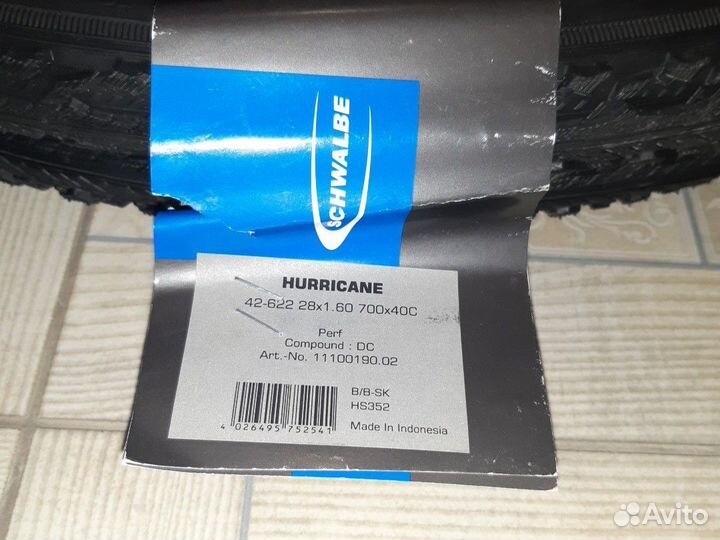 SCHWALBE
HURRICANE
42-622 28x1.60 700x40C
Perf
Compound : DC
Art.-No. 11100190.02
B/B-SK
HS352
4 026495 752541
Made In Indonesia
Avito